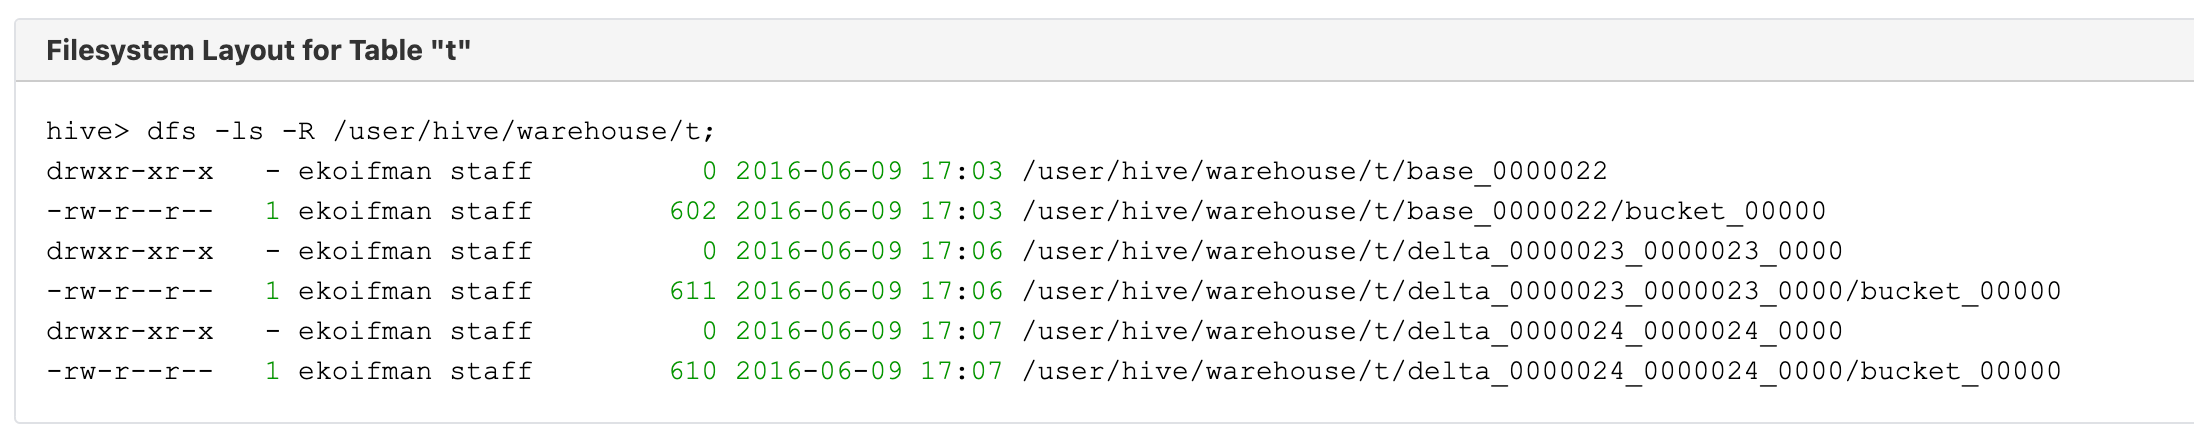 Filesystem Layout for Table "t"
hive> dfs -ls -R /user/hive/warehouse/t;
drwxr-xr-x   - ekoifman staff          0 2016-06-09 17:03 /user/hive/warehouse/t/base_0000022
-rw-r--r--   1 ekoifman staff        602 2016-06-09 17:03 /user/hive/warehouse/t/base_0000022/bucket_00000
drwxr-xr-x   - ekoifman staff          0 2016-06-09 17:06 /user/hive/warehouse/t/delta_0000023_0000023_0000
-rw-r--r--   1 ekoifman staff        611 2016-06-09 17:06 /user/hive/warehouse/t/delta_0000023_0000023_0000/bucket_00000
drwxr-xr-x   - ekoifman staff          0 2016-06-09 17:07 /user/hive/warehouse/t/delta_0000024_0000024_0000
-rw-r--r--   1 ekoifman staff        610 2016-06-09 17:07 /user/hive/warehouse/t/delta_0000024_0000024_0000/bucket_00000